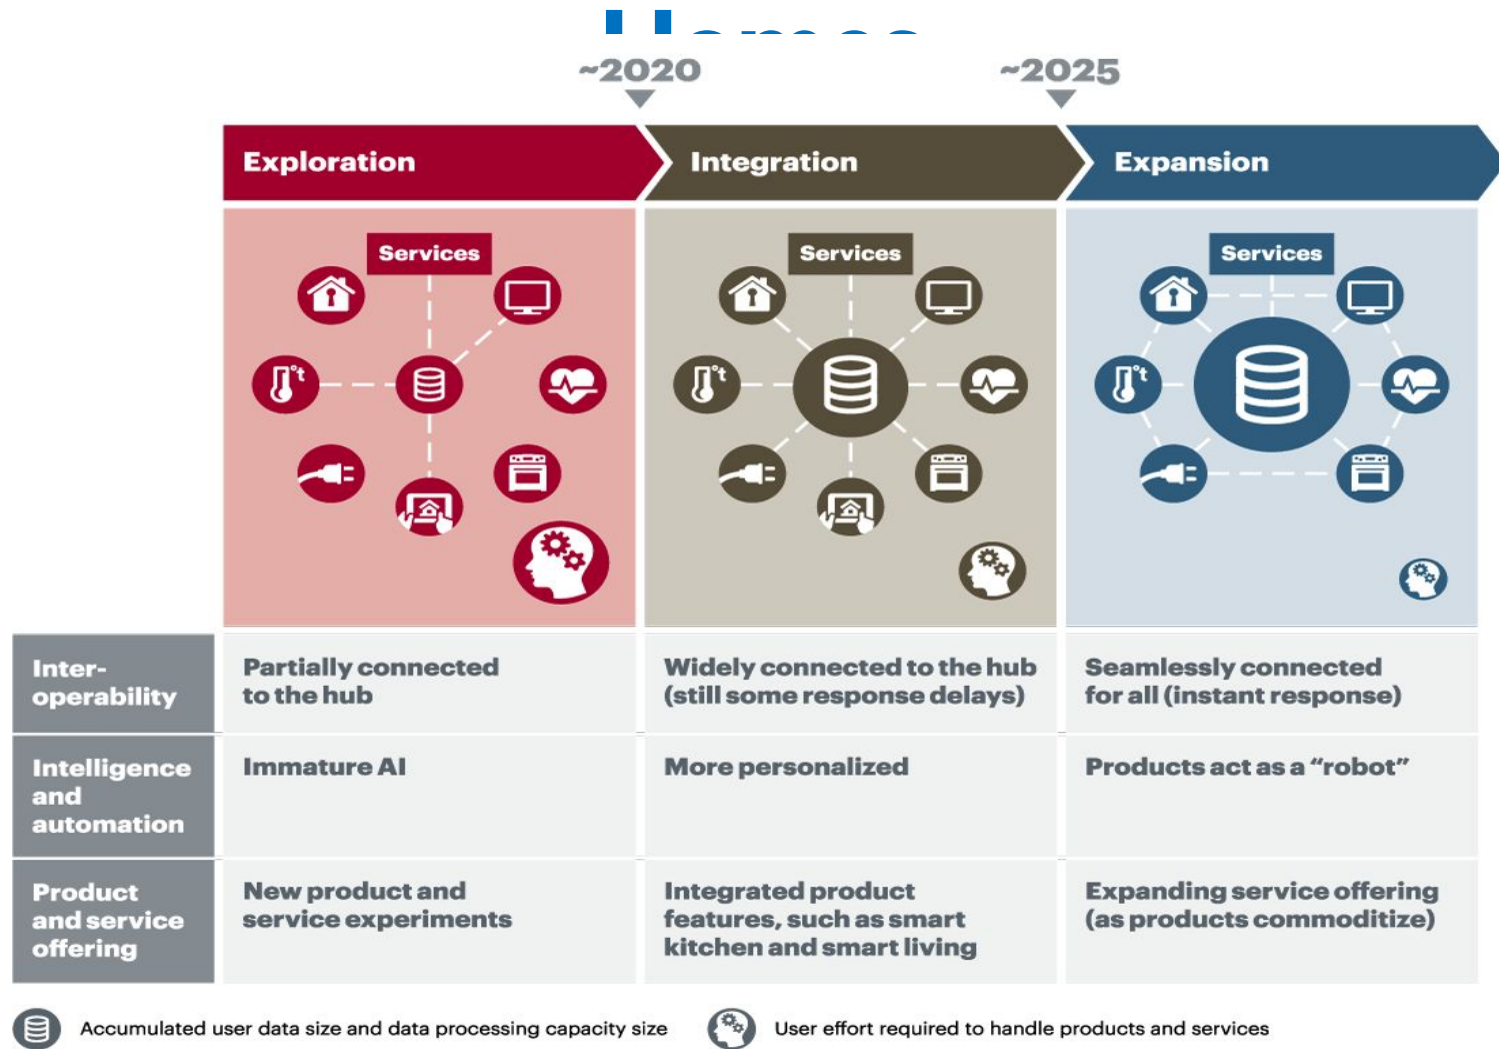 ~2020
~2025
Exploration
Integration
Expansion
Services
Services
Services
°t
°t
°t
Inter-
operability
Partially connected
to the hub
Widely connected to the hub
(still some response delays)
Seamlessly connected
for all (instant response)
Intelligence
and
automation
Immature AI
More personalized
Products act as a “robot”
Product
and service
offering
New product and
service experiments
Integrated product
features, such as smart
kitchen and smart living
Expanding service offering
(as products commoditize)
Accumulated user data size and data processing capacity size
User effort required to handle products and services